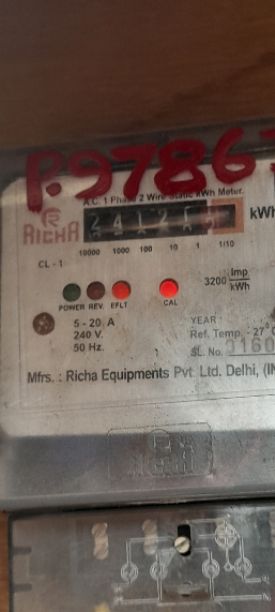 P.9786
A.C. 1 Phase 2 Wire Static kWh Meter.
RICHA
kWh
10000 1000 100 10 1 1/10
CL - 1
3200 Imp/kWh
POWER REV. EFLT CAL
5 - 20 A
240 V.
50 Hz.
YEAR
Ref. Temp. - 27°
SL. No.
Mfrs. : Richa Equipments Pvt. Ltd. Delhi, (IN